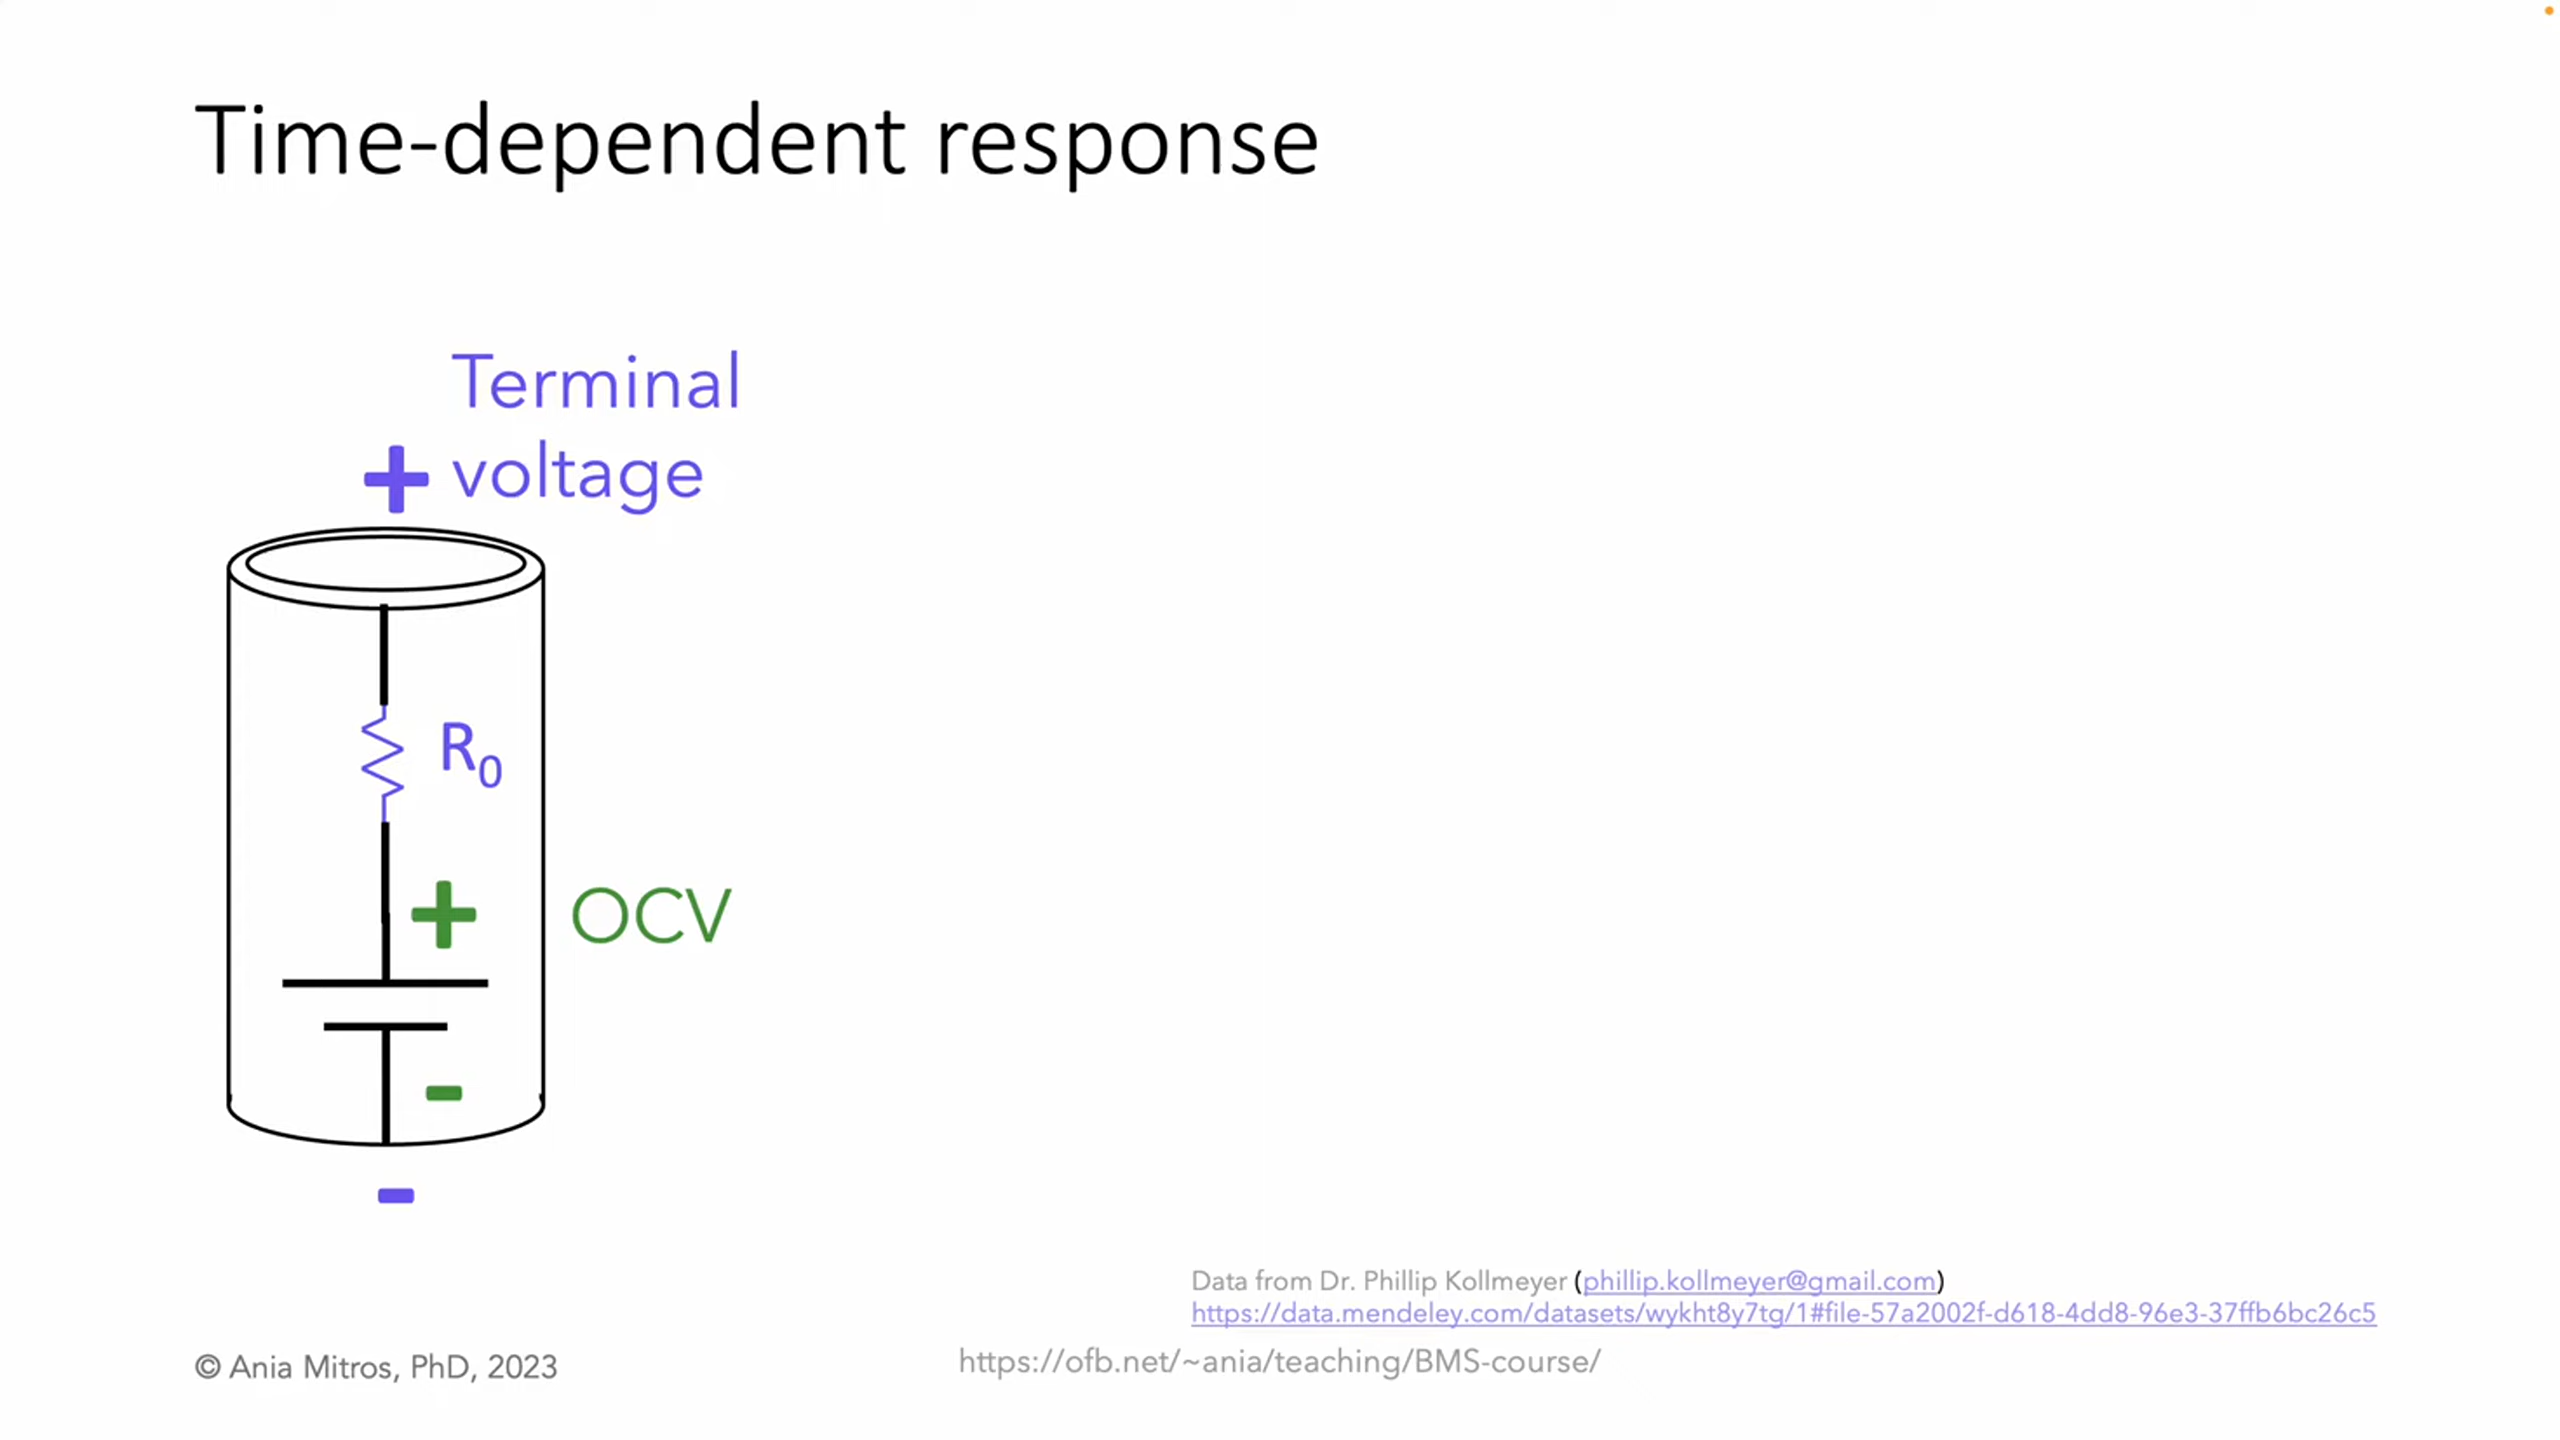 Time-dependent response
Terminal
+ voltage
R₀
+ OCV
-
-
Data from Dr. Phillip Kollmeyer (phillip.kollmeyer@gmail.com)
https://data.mendeley.com/datasets/wykht8y7tg/1#file-57a2002f-d618-4dd8-96e3-37ffb6bc26c5
https://ofb.net/~ania/teaching/BMS-course/
© Ania Mitros, PhD, 2023